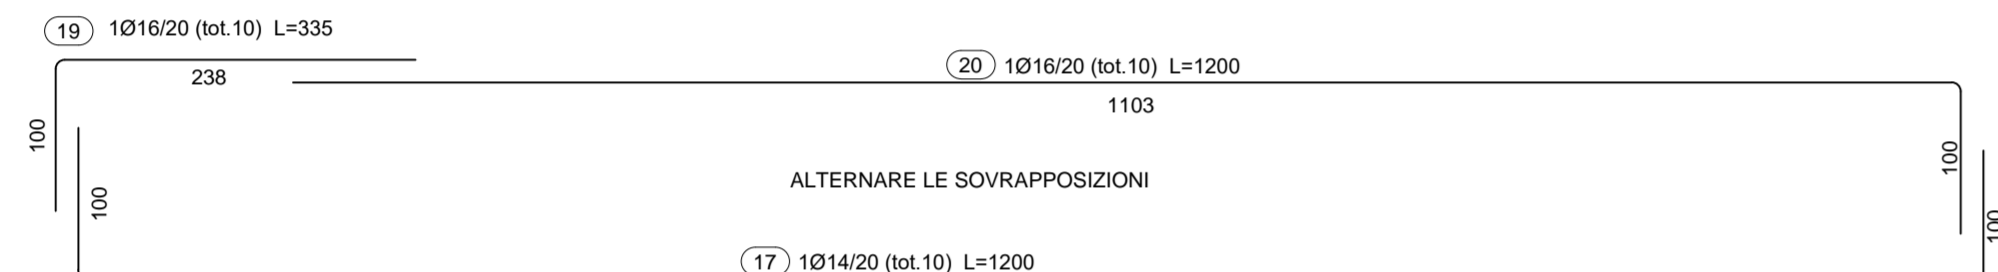 19 1Ø16/20 (tot.10) L=335
238
20 1Ø16/20 (tot.10) L=1200
1103
100
100
100
100
ALTERNARE LE SOVRAPPOSIZIONI
17 1Ø14/20 (tot.10) L=1200